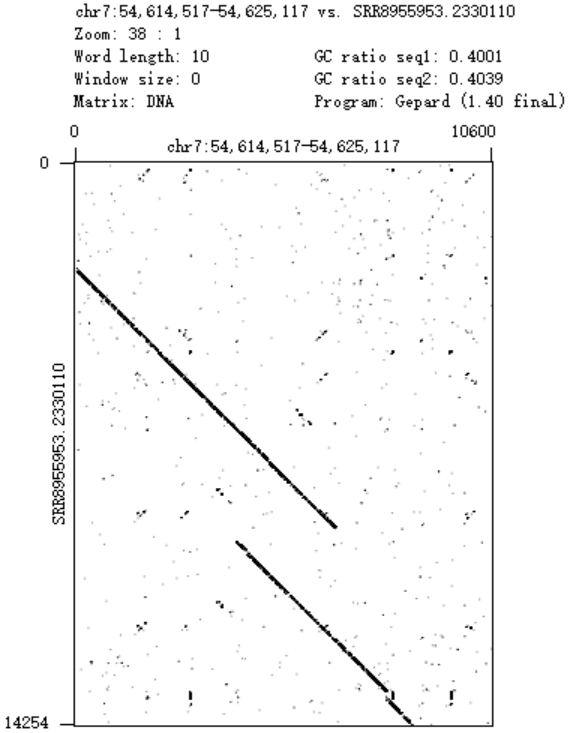 chr7:54,614,517-54,625,117 vs. SRR8955953.2330110
Zoom: 38 : 1
Word length: 10
GC ratio seq1: 0.4001
Window size: 0
GC ratio seq2: 0.4039
Matrix: DNA
Program: Gepard (1.40 final)
0
10600
chr7:54,614,517-54,625,117
0
SRR8955953.2330110
14254